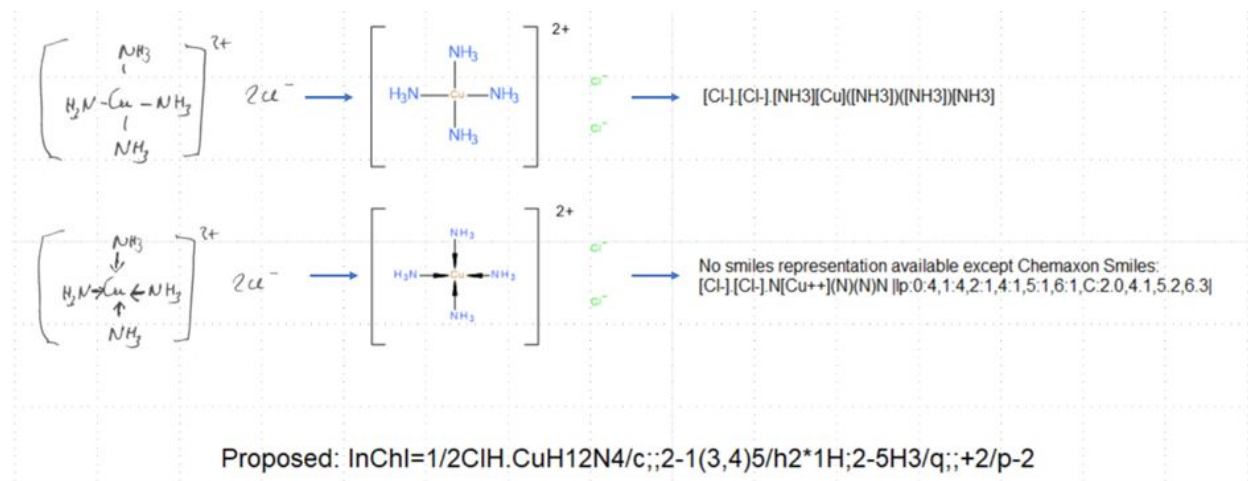 NH3
2+
H3N-Cu-NH3
2Cl-
NH3
NH3
2+
H3N Cu NH3
NH3
Cl-
Cl-
[Cl-].[Cl-].[NH3][Cu]([NH3])([NH3])[NH3]
NH3
2+
H3N→Cu←NH3
2Cl-
NH3
NH3
2+
H3N Cu NH3
NH3
Cl-
Cl-
No smiles representation available except Chemaxon Smiles:
[Cl-].[Cl-].N[Cu++](N)(N)N |lp:0:4,1:4,2:1,4:1,5:1,6:1,C:2.0,4.1,5.2,6.3|
Proposed: InChI=1/2ClH.CuH12N4/c;;2-1(3,4)5/h2*1H;2-5H3/q;;+2/p-2